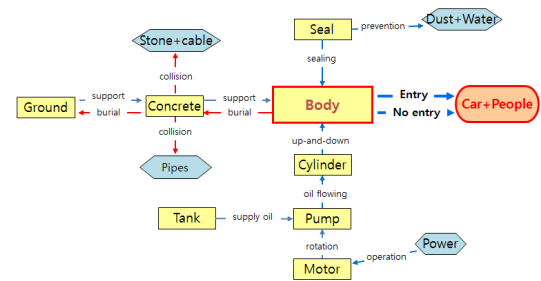 Dust+Water
Seal
prevention
Stone+cable
sealing
collision
Entry
support
support
Ground
Concrete
Body
Car+People
burial
burial
No entry
collision
up-and-down
Pipes
Cylinder
oil flowing
Tank
supply oil
Pump
rotation
Power
operation
Motor